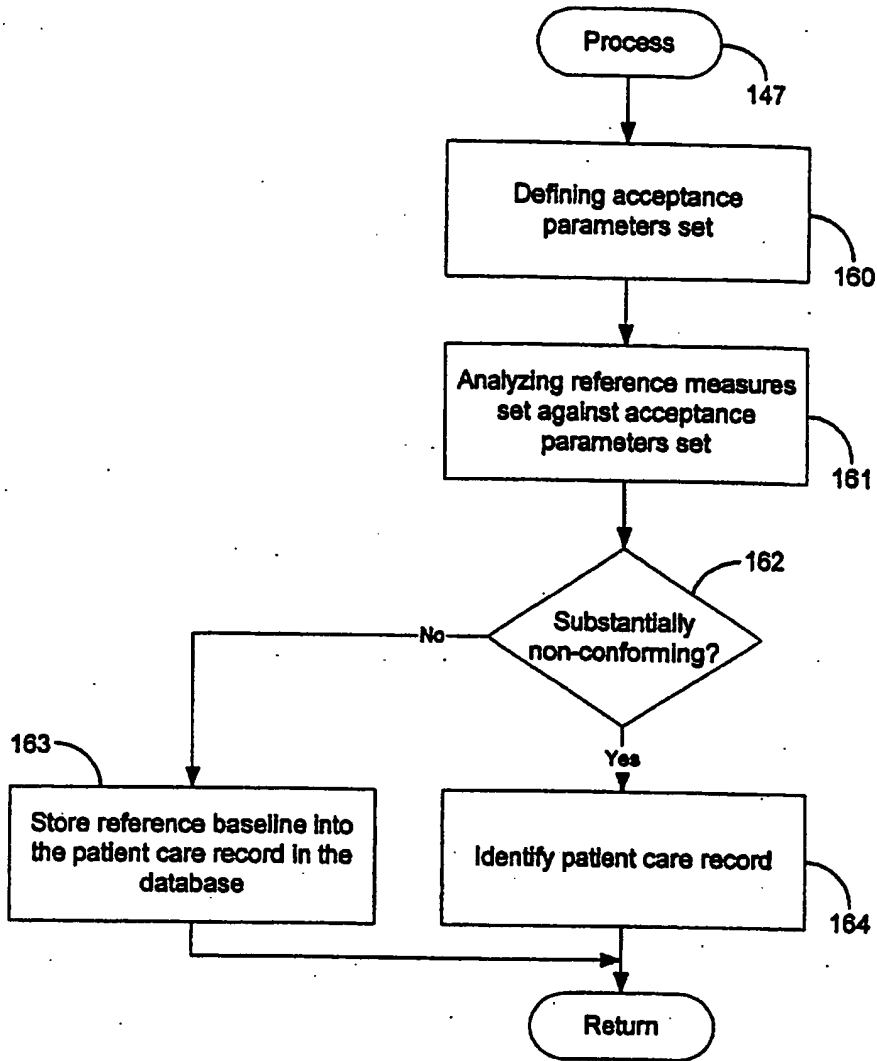 Process
147
Defining acceptance
parameters set
160
Analyzing reference measures
set against acceptance
parameters set
161
162
Substantially
non-conforming?
No
Yes
163
Store reference baseline into
the patient care record in the
database
Identify patient care record
164
Return